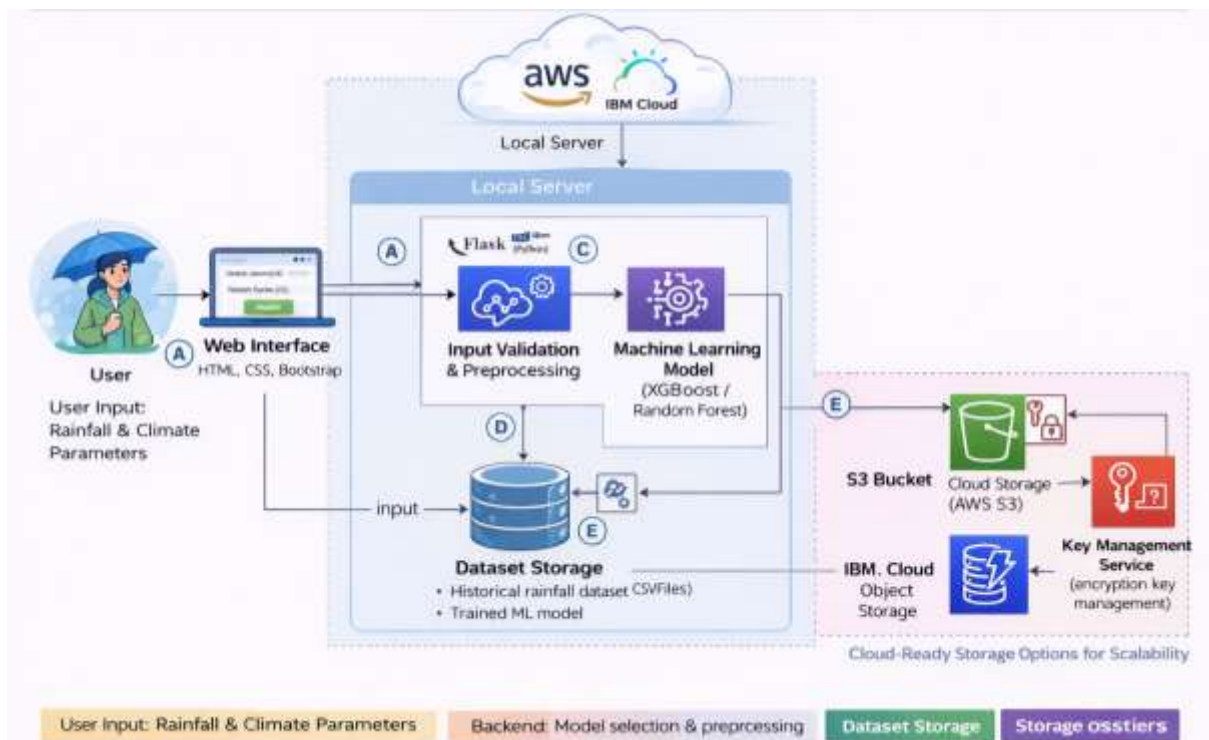 aws
IBM Cloud
Local Server
Local Server
A
Flask
(Python)
C
Input Validation
& Preprocessing
Machine Learning
Model
(XGBoost /
Random Forest)
A
Web Interface
HTML, CSS, Bootstrap
User
User Input:
Rainfall & Climate
Parameters
D
E
input
E
Dataset Storage
• Historical rainfall dataset CSVFiles)
• Trained ML model
S3 Bucket
Cloud Storage
(AWS S3)
Key Management
Service
(encryption key
management)
IBM. Cloud
Object
Storage
Cloud-Ready Storage Options for Scalability
User Input: Rainfall & Climate Parameters
Backend: Model selection & preprcessing
Dataset Storage
Storage osstiers